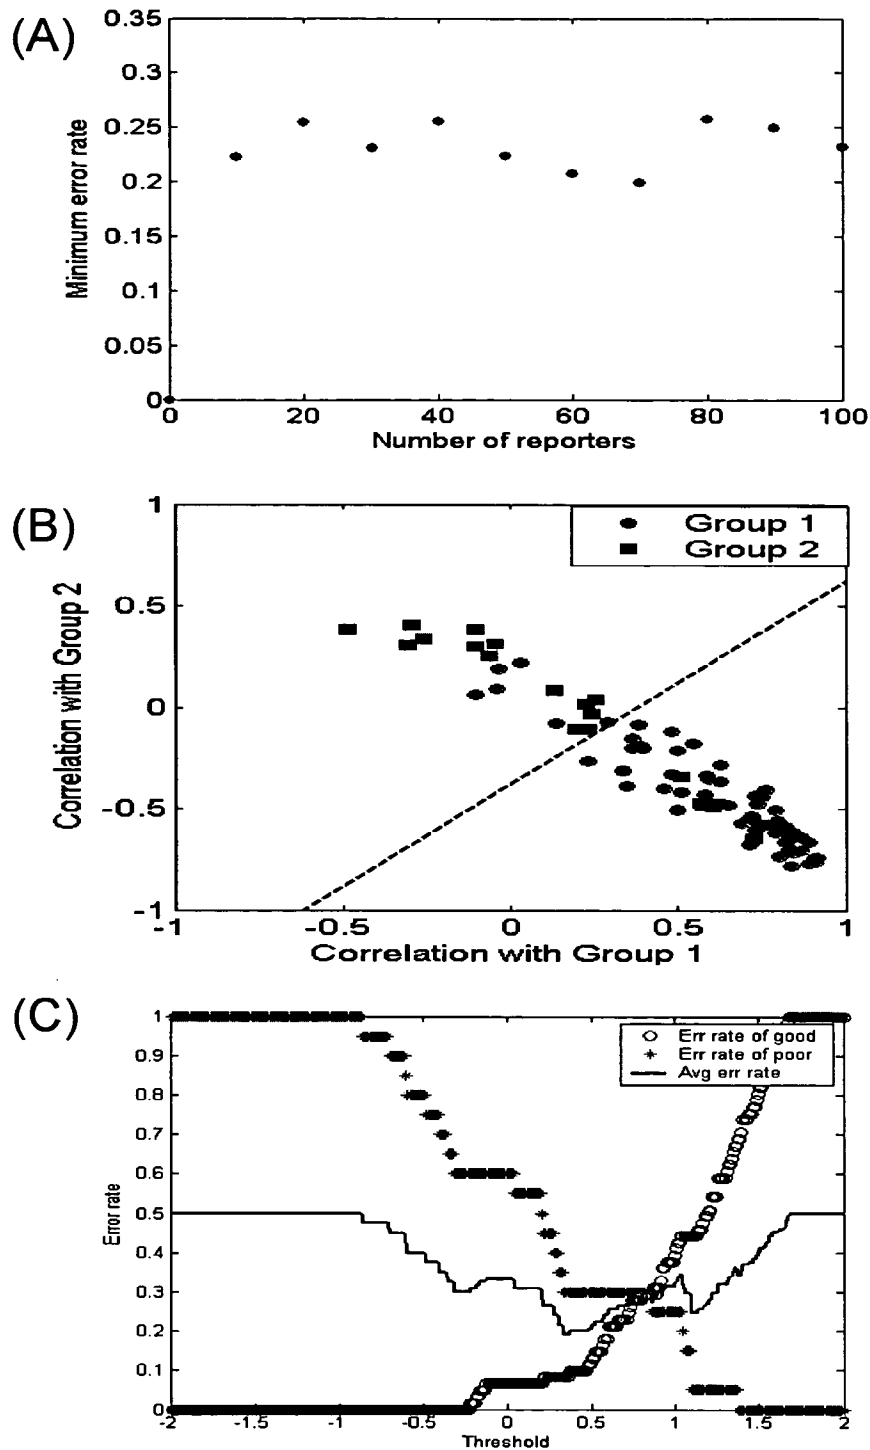 (A)
0.35
0.3
0.25
0.2
0.15
0.1
0.05
0
0 20 40 60 80 100
Minimum error rate
Number of reporters
(B)
1
0.5
0
-0.5
-1
-1 -0.5 0 0.5 1
Correlation with Group 2
Correlation with Group 1
Group 1
Group 2
(C)
1
0.9
0.8
0.7
0.6
0.5
0.4
0.3
0.2
0.1
0
-2 -1.5 -1 -0.5 0 0.5 1 1.5 2
Error rate
Threshold
Err rate of good
Err rate of poor
Avg err rate